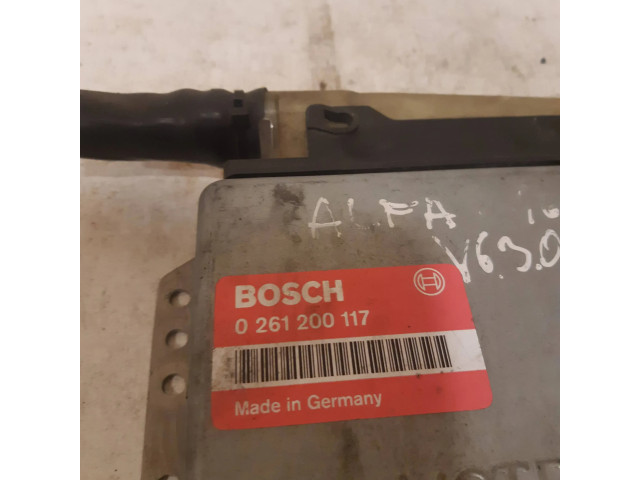 ALFA
V6.3.0
BOSCH
0 261 200 117
Made in Germany